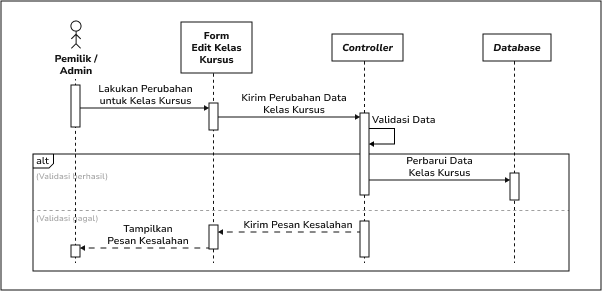 Pemilik /
Admin
Form
Edit Kelas
Kursus
Controller
Database
Lakukan Perubahan
untuk Kelas Kursus
Kirim Perubahan Data
Kelas Kursus
Validasi Data
alt
(Validasi berhasil)
Perbarui Data
Kelas Kursus
(Validasi gagal)
Kirim Pesan Kesalahan
Tampilkan
Pesan Kesalahan